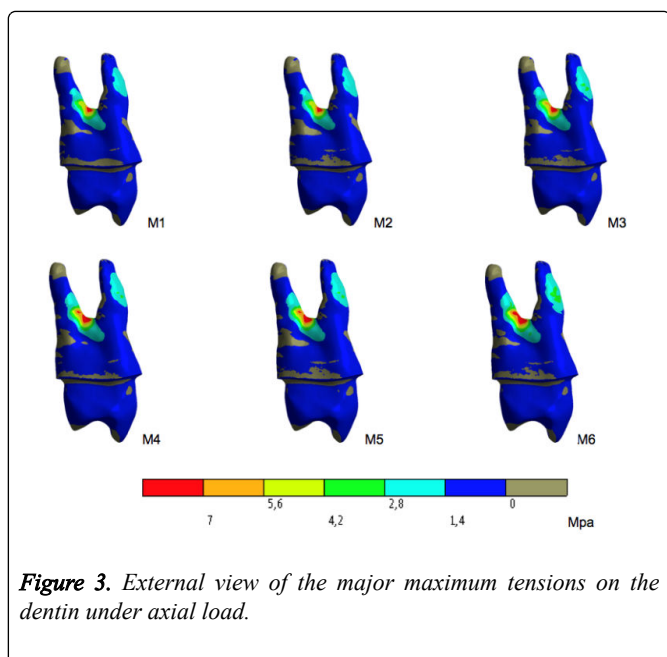 M1 M2 M3
M4 M5 M6
5,6 2,8 0
7 4,2 1,4 Mpa
Figure 3. External view of the major maximum tensions on the
dentin under axial load.